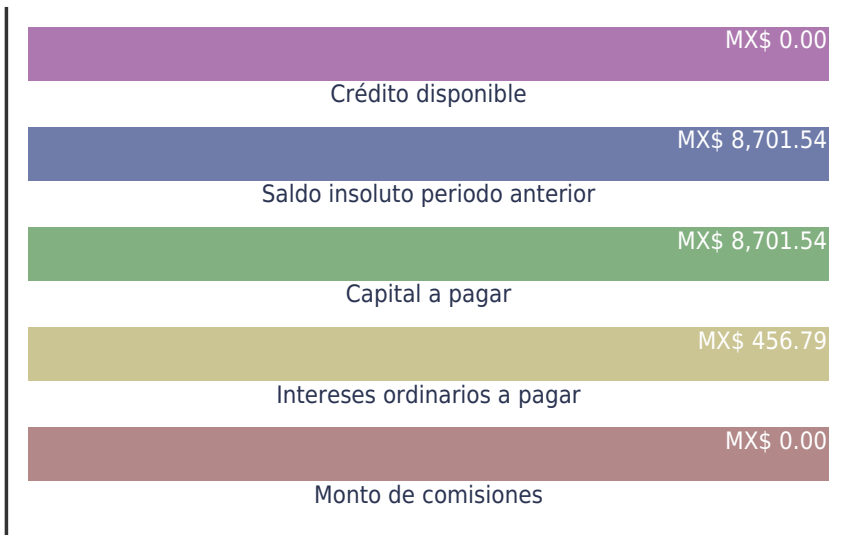 MX$ 0.00
Crédito disponible
MX$ 8,701.54
Saldo insoluto periodo anterior
MX$ 8,701.54
Capital a pagar
MX$ 456.79
Intereses ordinarios a pagar
MX$ 0.00
Monto de comisiones